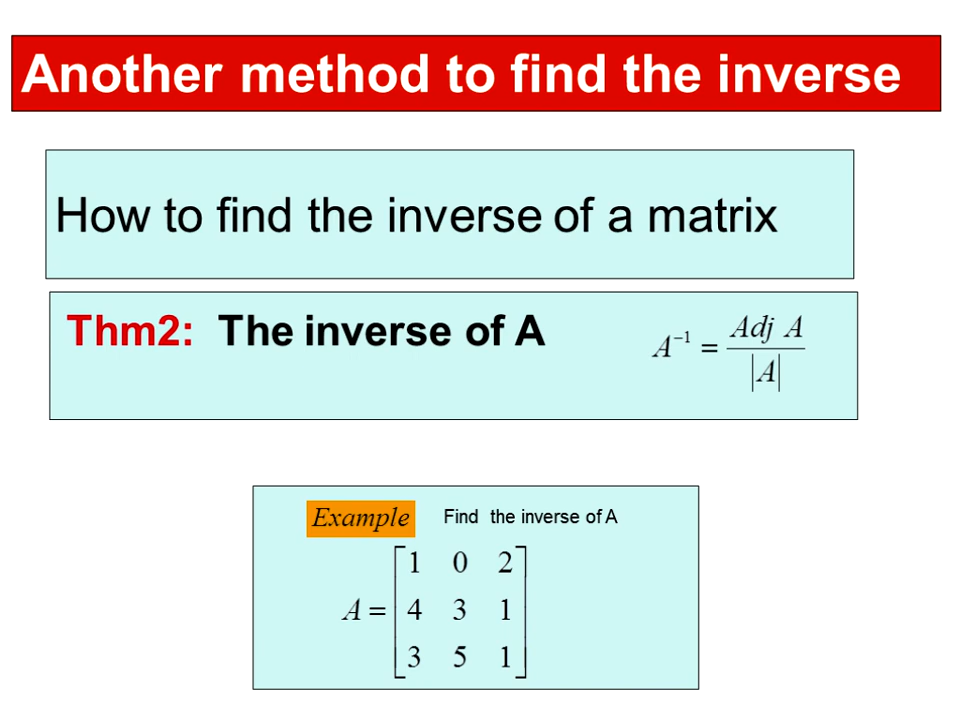 Another method to find the inverse
How to find the inverse of a matrix
Thm2: The inverse of A A⁻¹ = Adj A / |A|
Example Find the inverse of A
A = [1 0 2
4 3 1
3 5 1]